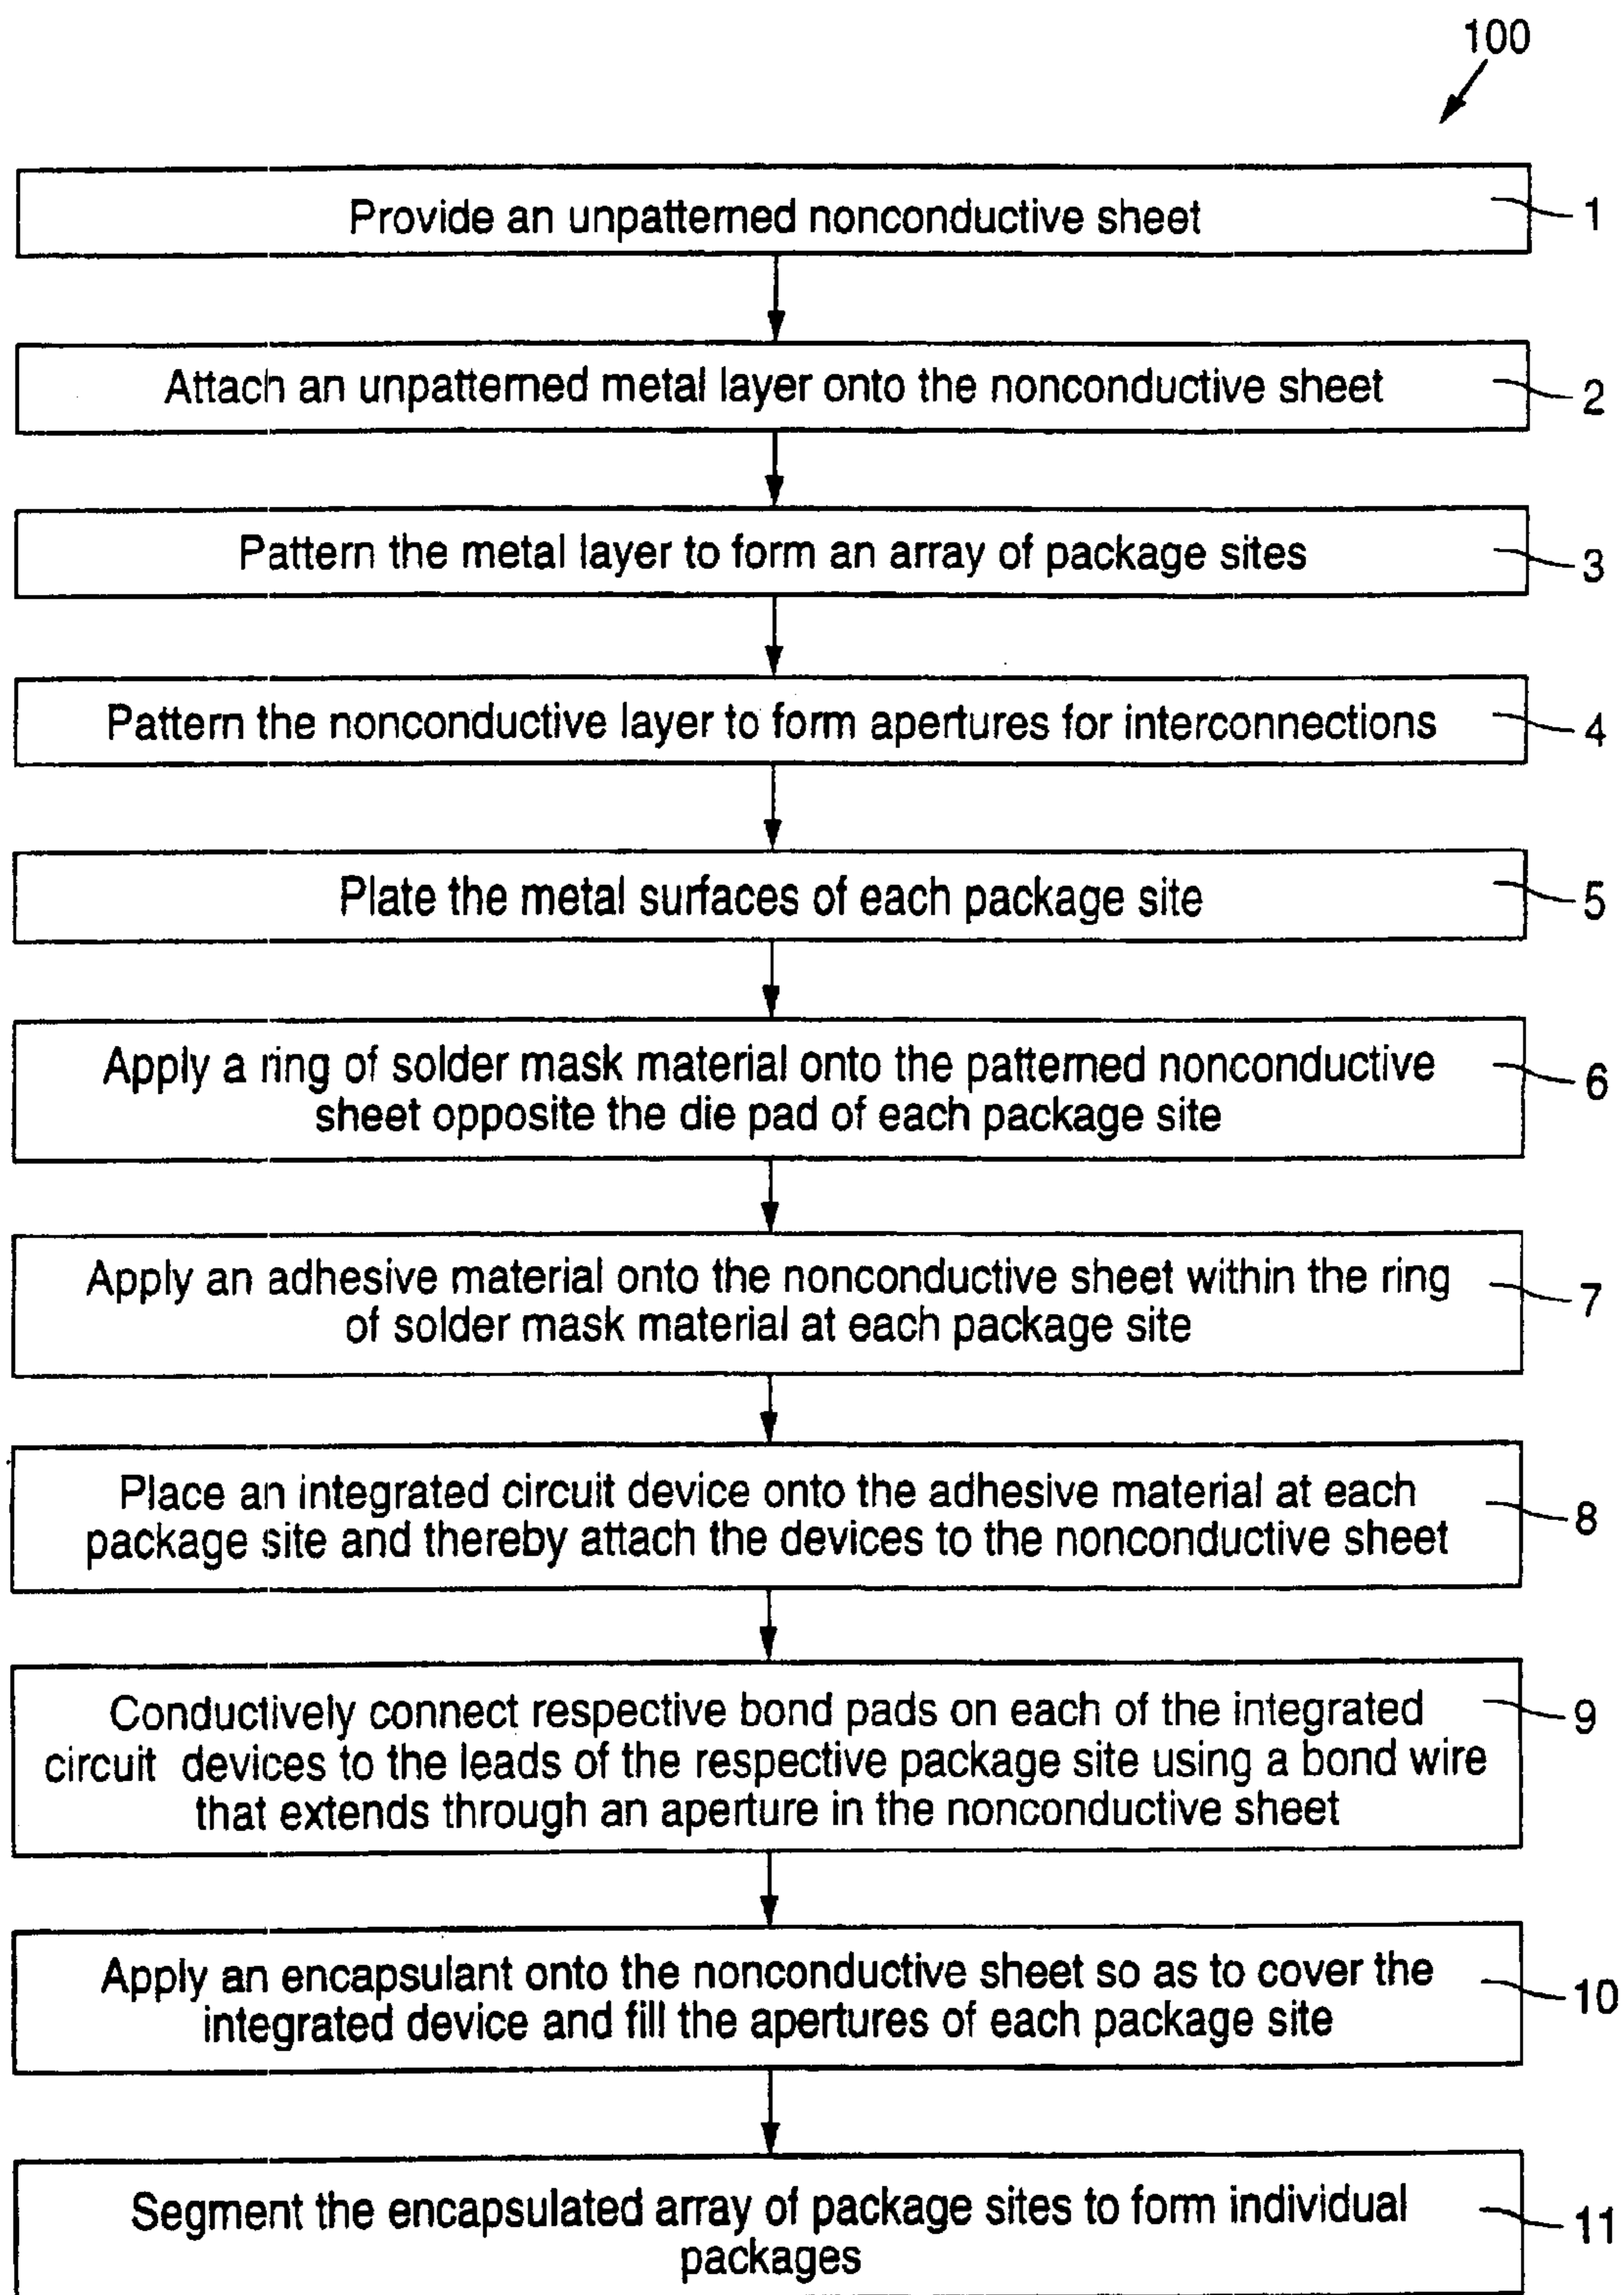 100
Provide an unpatterned nonconductive sheet
1
Attach an unpatterned metal layer onto the nonconductive sheet
2
Pattern the metal layer to form an array of package sites
3
Pattern the nonconductive layer to form apertures for interconnections
4
Plate the metal surfaces of each package site
5
Apply a ring of solder mask material onto the patterned nonconductive
sheet opposite the die pad of each package site
6
Apply an adhesive material onto the nonconductive sheet within the ring
of solder mask material at each package site
7
Place an integrated circuit device onto the adhesive material at each
package site and thereby attach the devices to the nonconductive sheet
8
Conductively connect respective bond pads on each of the integrated
circuit devices to the leads of the respective package site using a bond wire
that extends through an aperture in the nonconductive sheet
9
Apply an encapsulant onto the nonconductive sheet so as to cover the
integrated device and fill the apertures of each package site
10
Segment the encapsulated array of package sites to form individual
packages
11